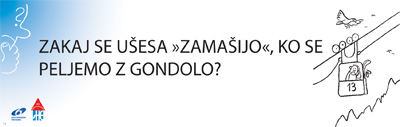 ZAKAJ SE UŠESA »ZAMAŠIJO«, KO SE
PELJEMO Z GONDOLO?
13